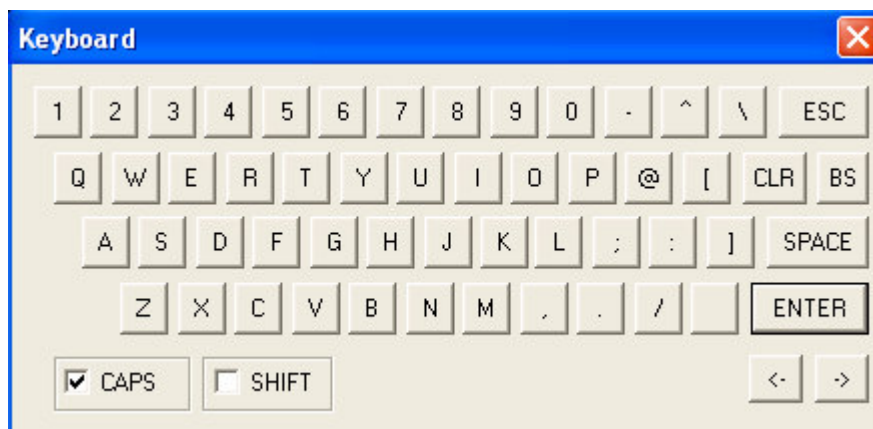 Keyboard
1 2 3 4 5 6 7 8 9 0 - ^ \ ESC
Q W E R T Y U I O P @ [ CLR BS
A S D F G H J K L ; : ] SPACE
Z X C V B N M , . / ENTER
CAPS SHIFT <- ->